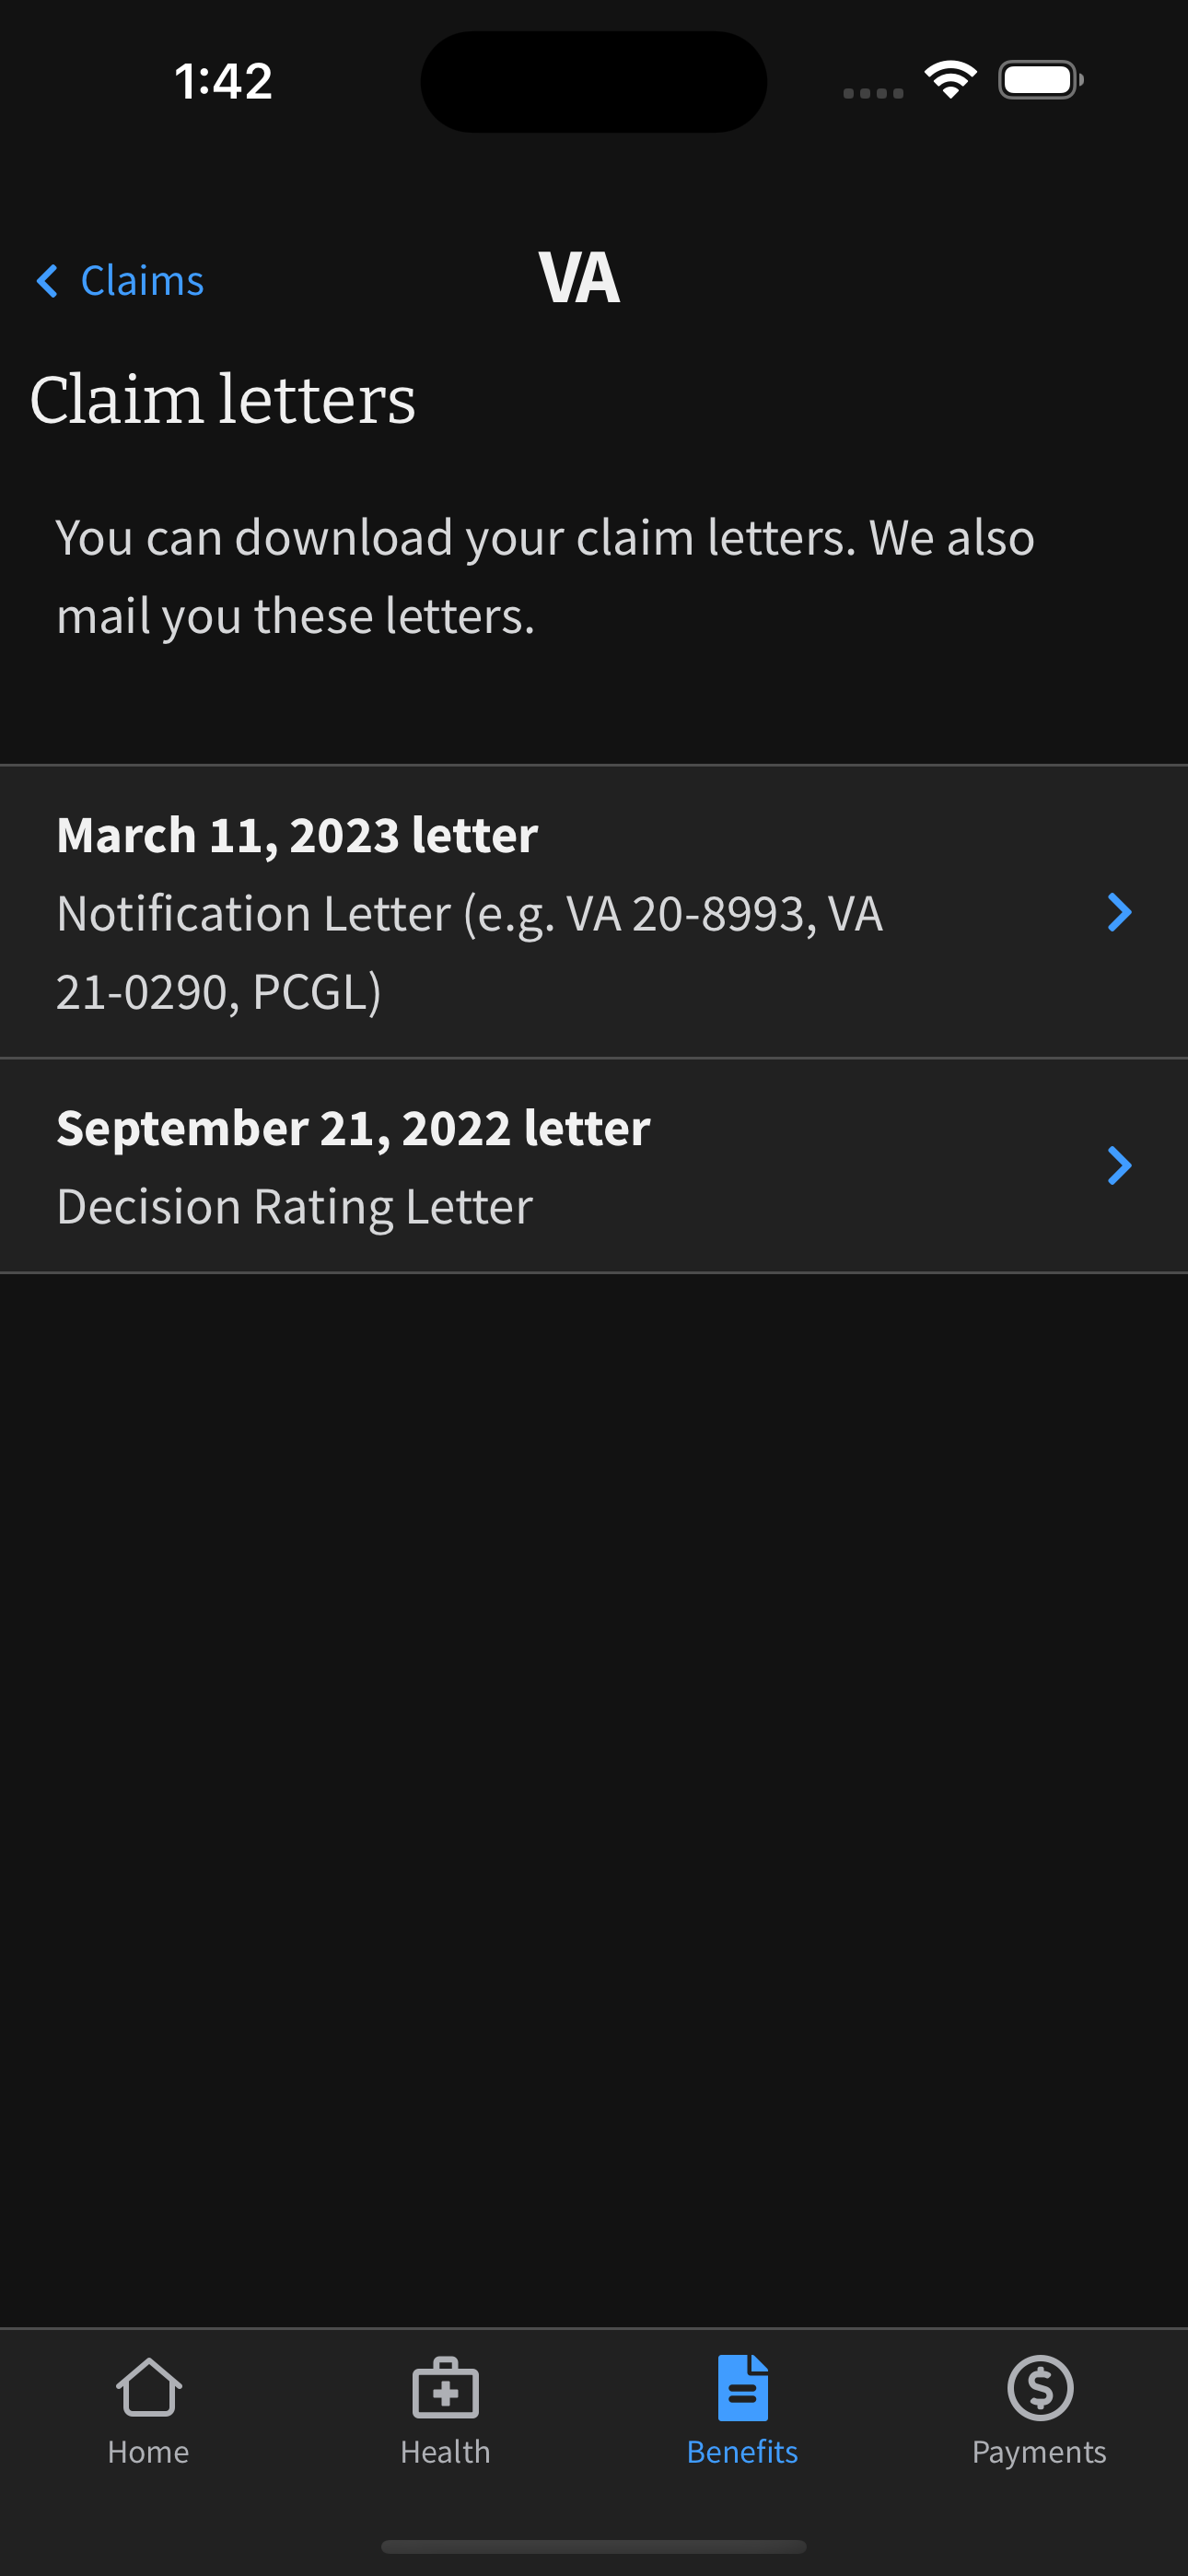 1:42
Claims
VA
Claim letters
You can download your claim letters. We also
mail you these letters.
March 11, 2023 letter
Notification Letter (e.g. VA 20-8993, VA
21-0290, PCGL)
September 21, 2022 letter
Decision Rating Letter
Home
Health
Benefits
Payments